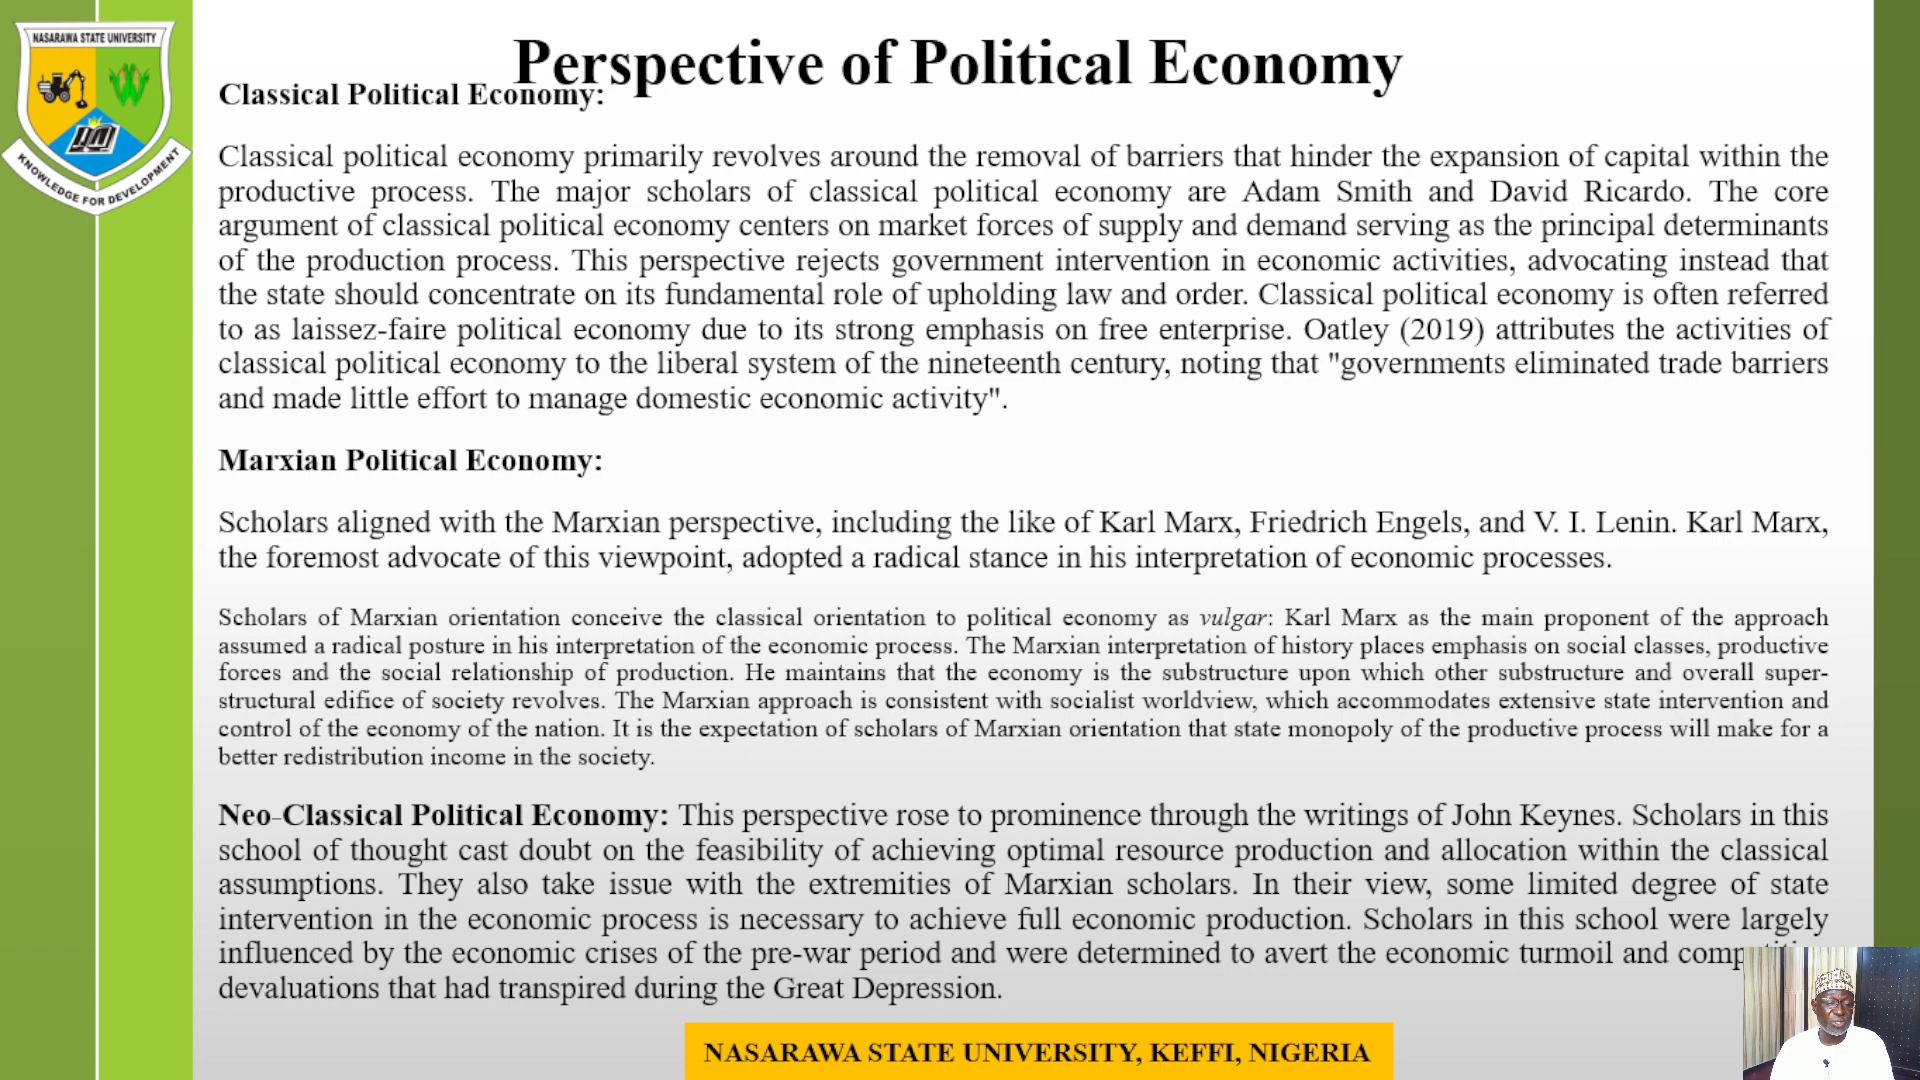 NASARAWA STATE UNIVERSITY
KNOWLEDGE FOR DEVELOPMENT
Perspective of Political Economy
Classical Political Economy:
Classical political economy primarily revolves around the removal of barriers that hinder the expansion of capital within the
productive process. The major scholars of classical political economy are Adam Smith and David Ricardo. The core
argument of classical political economy centers on market forces of supply and demand serving as the principal determinants
of the production process. This perspective rejects government intervention in economic activities, advocating instead that
the state should concentrate on its fundamental role of upholding law and order. Classical political economy is often referred
to as laissez-faire political economy due to its strong emphasis on free enterprise. Oatley (2019) attributes the activities of
classical political economy to the liberal system of the nineteenth century, noting that "governments eliminated trade barriers
and made little effort to manage domestic economic activity".
Marxian Political Economy:
Scholars aligned with the Marxian perspective, including the like of Karl Marx, Friedrich Engels, and V. I. Lenin. Karl Marx,
the foremost advocate of this viewpoint, adopted a radical stance in his interpretation of economic processes.
Scholars of Marxian orientation conceive the classical orientation to political economy as vulgar: Karl Marx as the main proponent of the approach
assumed a radical posture in his interpretation of the economic process. The Marxian interpretation of history places emphasis on social classes, productive
forces and the social relationship of production. He maintains that the economy is the substructure upon which other substructure and overall super-
structural edifice of society revolves. The Marxian approach is consistent with socialist worldview, which accommodates extensive state intervention and
control of the economy of the nation. It is the expectation of scholars of Marxian orientation that state monopoly of the productive process will make for a
better redistribution income in the society.
Neo-Classical Political Economy: This perspective rose to prominence through the writings of John Keynes. Scholars in this
school of thought cast doubt on the feasibility of achieving optimal resource production and allocation within the classical
assumptions. They also take issue with the extremities of Marxian scholars. In their view, some limited degree of state
intervention in the economic process is necessary to achieve full economic production. Scholars in this school were largely
influenced by the economic crises of the pre-war period and were determined to avert the economic turmoil and
devaluations that had transpired during the Great Depression.
NASARAWA STATE UNIVERSITY, KEFFI, NIGERIA